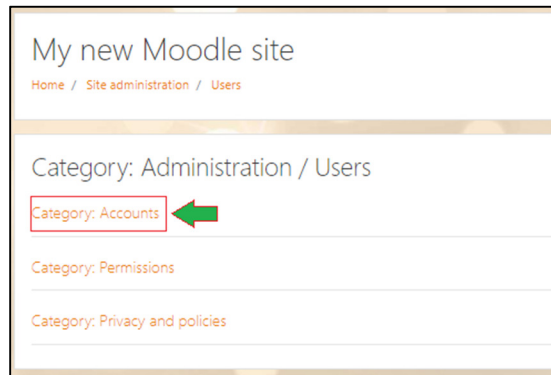 My new Moodle site
Home / Site administration / Users
Category: Administration / Users
Category: Accounts
Category: Permissions
Category: Privacy and policies